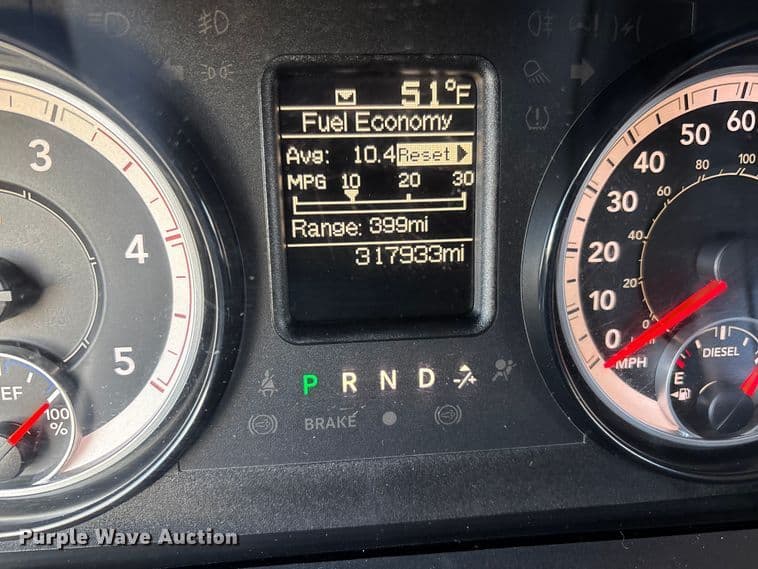 51°F
Fuel Economy
Avg: 10.4 Reset
MPG 10 20 30
Range: 399mi
317933mi
3
4
5
EF
100
%
P R N D
BRAKE
60
50
40
30
20
10
0
MPH
100
80
60
40
20
0
DIESEL
E
Purple Wave Auction